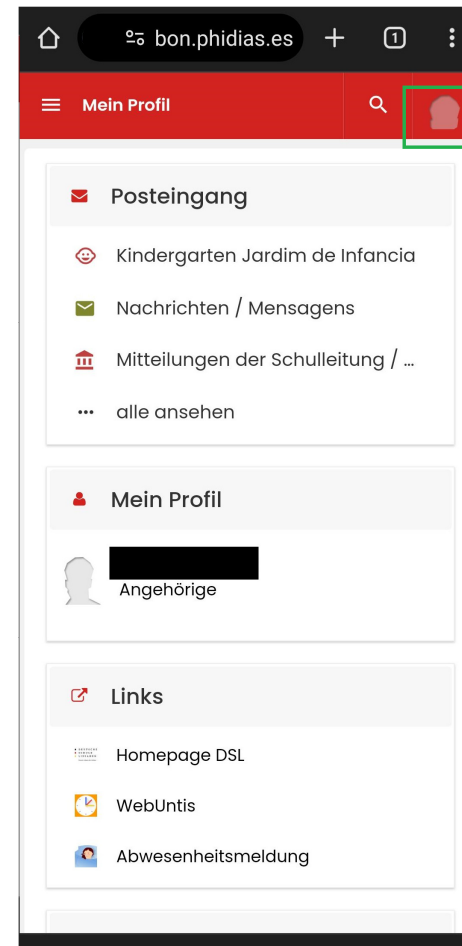 bon.phidias.es
1
Mein Profil
Posteingang
Kindergarten Jardim de Infancia
Nachrichten / Mensagens
Mitteilungen der Schulleitung / ...
alle ansehen
Mein Profil
Angehörige
Links
Homepage DSL
WebUntis
Abwesenheitsmeldung